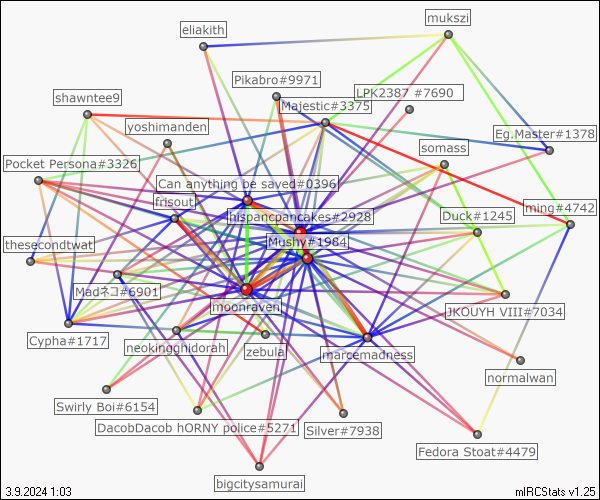 mukszi
eliakith
Pikabro#9971
LPK2387 #7690
shawntee9
Majestic#3375
yoshimanden
Eg.Master#1378
somass
Pocket Persona#3326
Can anything be saved#0396
frisout
ming#4742
hispancpancakes#2928
Duck#1245
thesecondtwat
Mushy#1984
Madネコ#6901
moonraven
JKOUYH VIII#7034
Cypha#1717
neokingghidorah
zebulal
marcemadness
normalwan
Swirly Boi#6154
DacobDacob hORNY police#5271
Silver#7938
Fedora Stoat#4479
bigcitysamurai
3.9.2024 1:03
mIRCStats v1.25